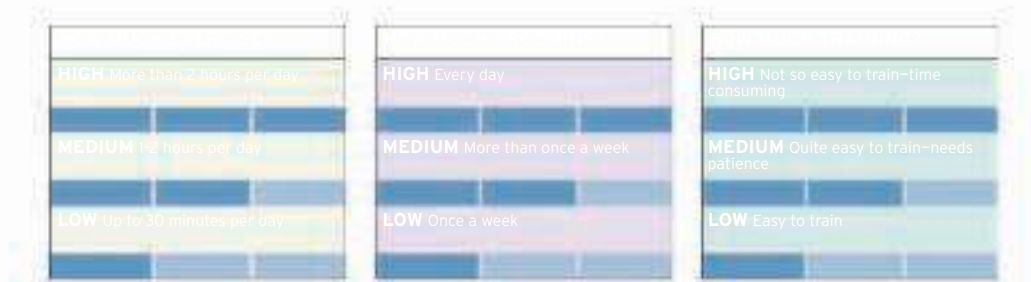 HIGH More than 2 hours per day
MEDIUM 1-2 hours per day
LOW Up to 30 minutes per day
HIGH Every day
MEDIUM More than once a week
LOW Once a week
HIGH Not so easy to train—time
consuming
MEDIUM Quite easy to train—needs
patience
LOW Easy to train